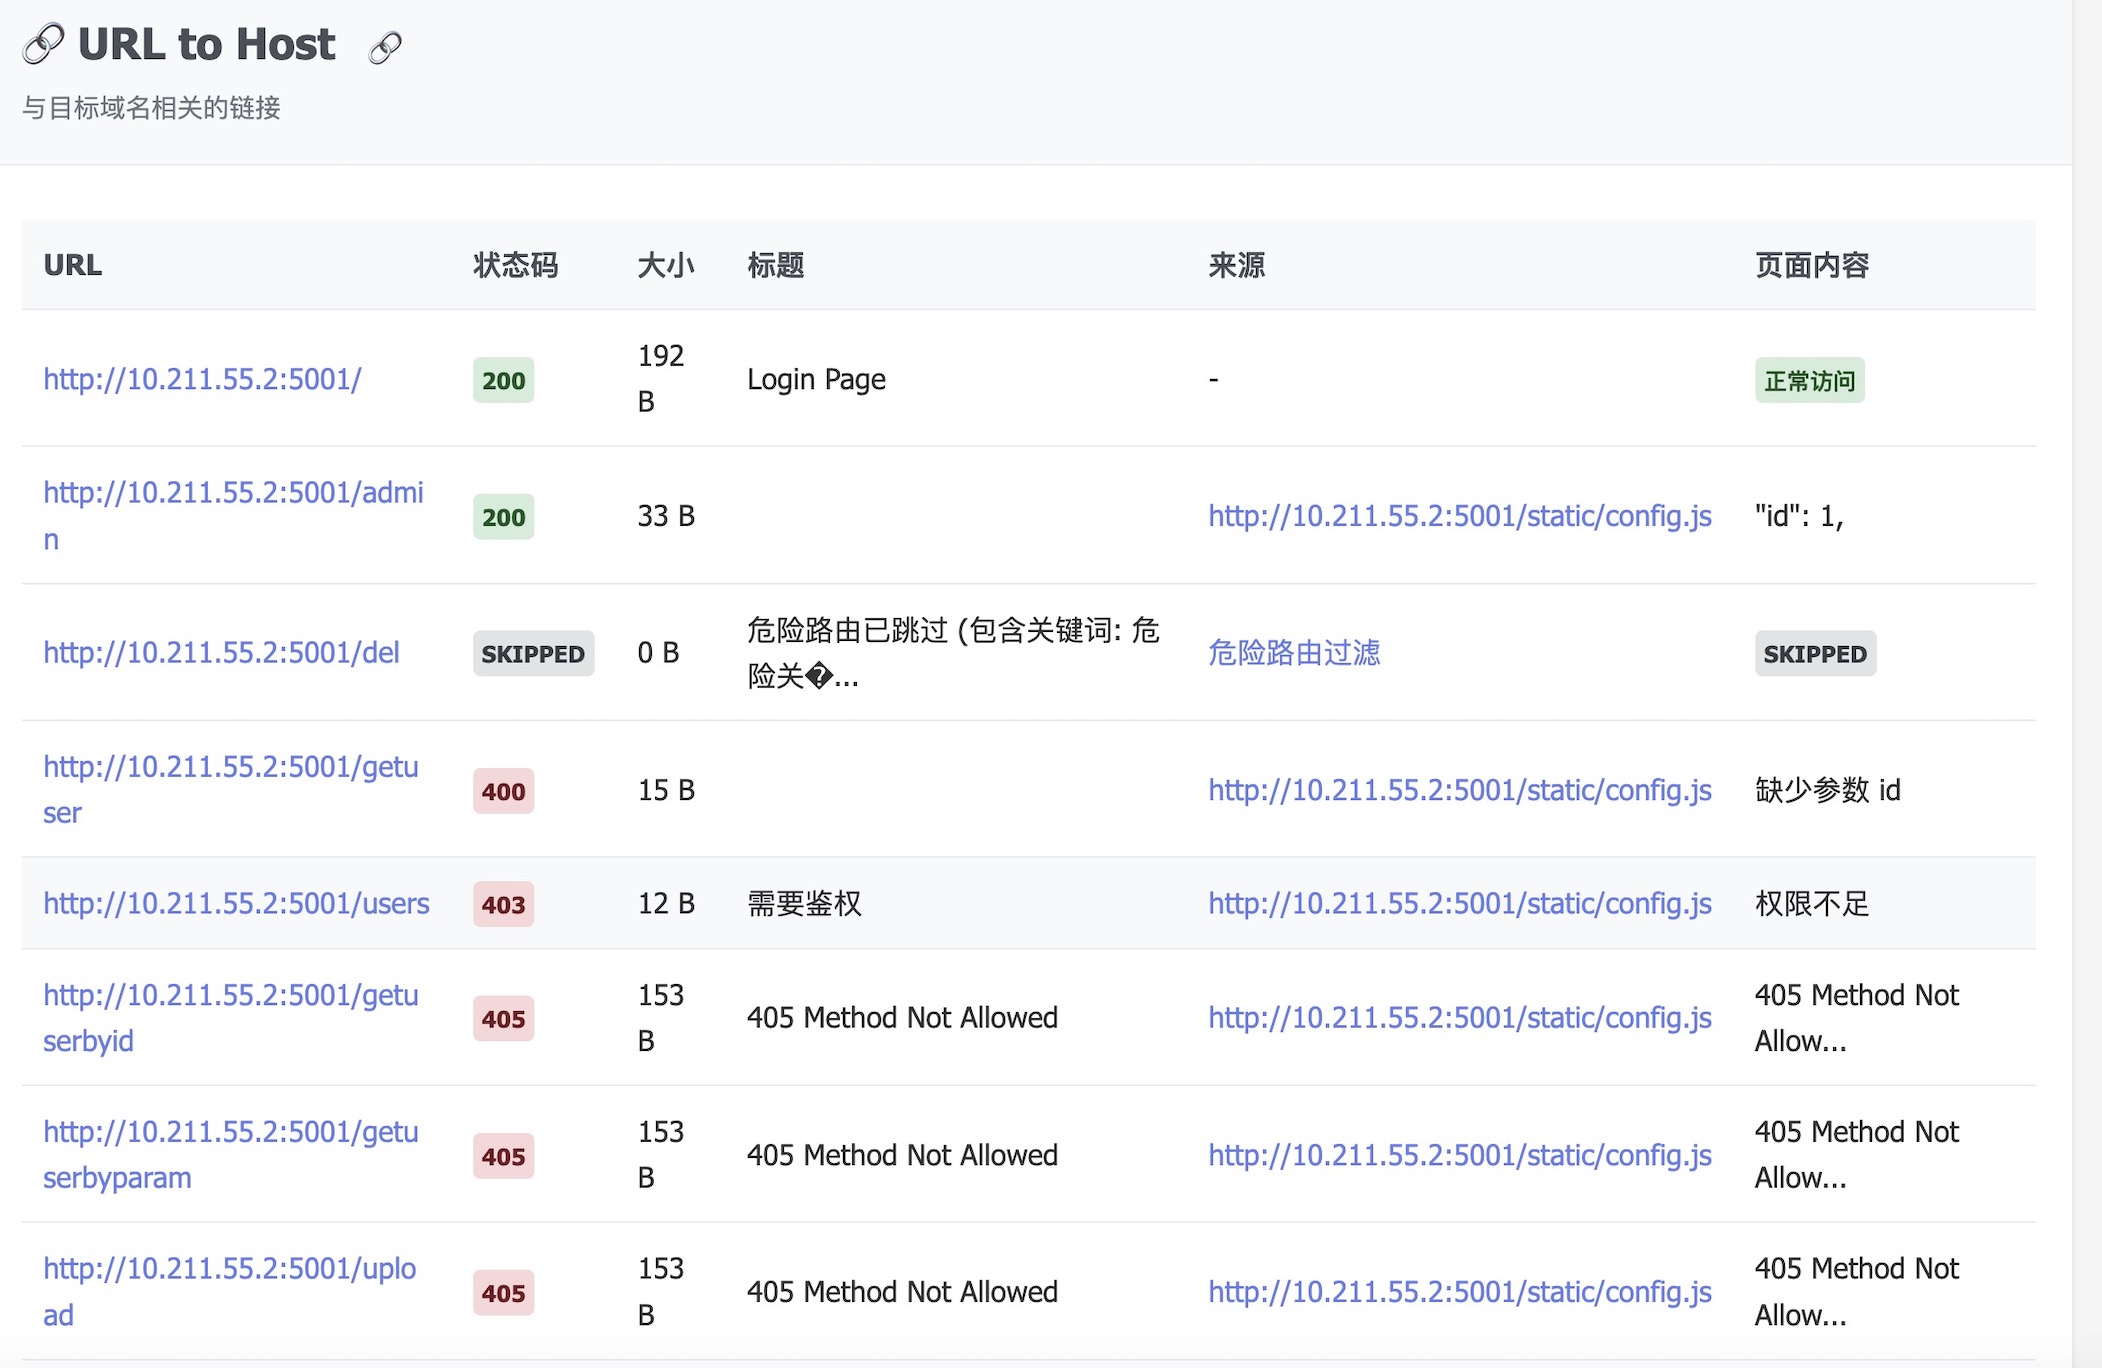 URL to Host
与目标域名相关的链接
URL 状态码 大小 标题 来源 页面内容
http://10.211.55.2:5001/ 200 192 B Login Page - 正常访问
http://10.211.55.2:5001/admi
n 200 33 B http://10.211.55.2:5001/static/config.js "id": 1,
http://10.211.55.2:5001/del SKIPPED 0 B 危险路由已跳过 (包含关键词: 危
险关�... 危险路由过滤 SKIPPED
http://10.211.55.2:5001/getu
ser 400 15 B http://10.211.55.2:5001/static/config.js 缺少参数 id
http://10.211.55.2:5001/users 403 12 B 需要鉴权 http://10.211.55.2:5001/static/config.js 权限不足
http://10.211.55.2:5001/getu
serbyid 405 153 B 405 Method Not Allowed http://10.211.55.2:5001/static/config.js 405 Method Not
Allow...
http://10.211.55.2:5001/getu
serbyparam 405 153 B 405 Method Not Allowed http://10.211.55.2:5001/static/config.js 405 Method Not
Allow...
http://10.211.55.2:5001/uplo
ad 405 153 B 405 Method Not Allowed http://10.211.55.2:5001/static/config.js 405 Method Not
Allow...